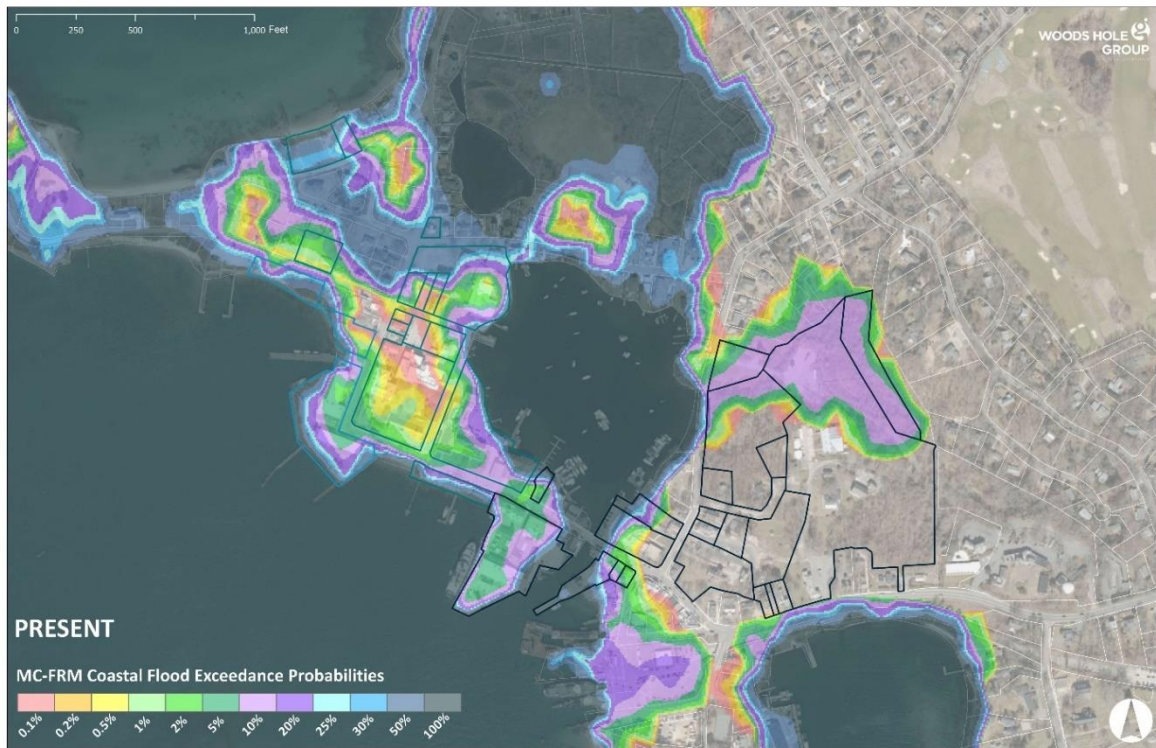 0 250 500 1,000 Feet
WOODS HOLE
GROUP
PRESENT
MC-FRM Coastal Flood Exceedance Probabilities
0.1% 0.2% 0.5% 1% 2% 5% 10% 20% 25% 30% 50% 100%